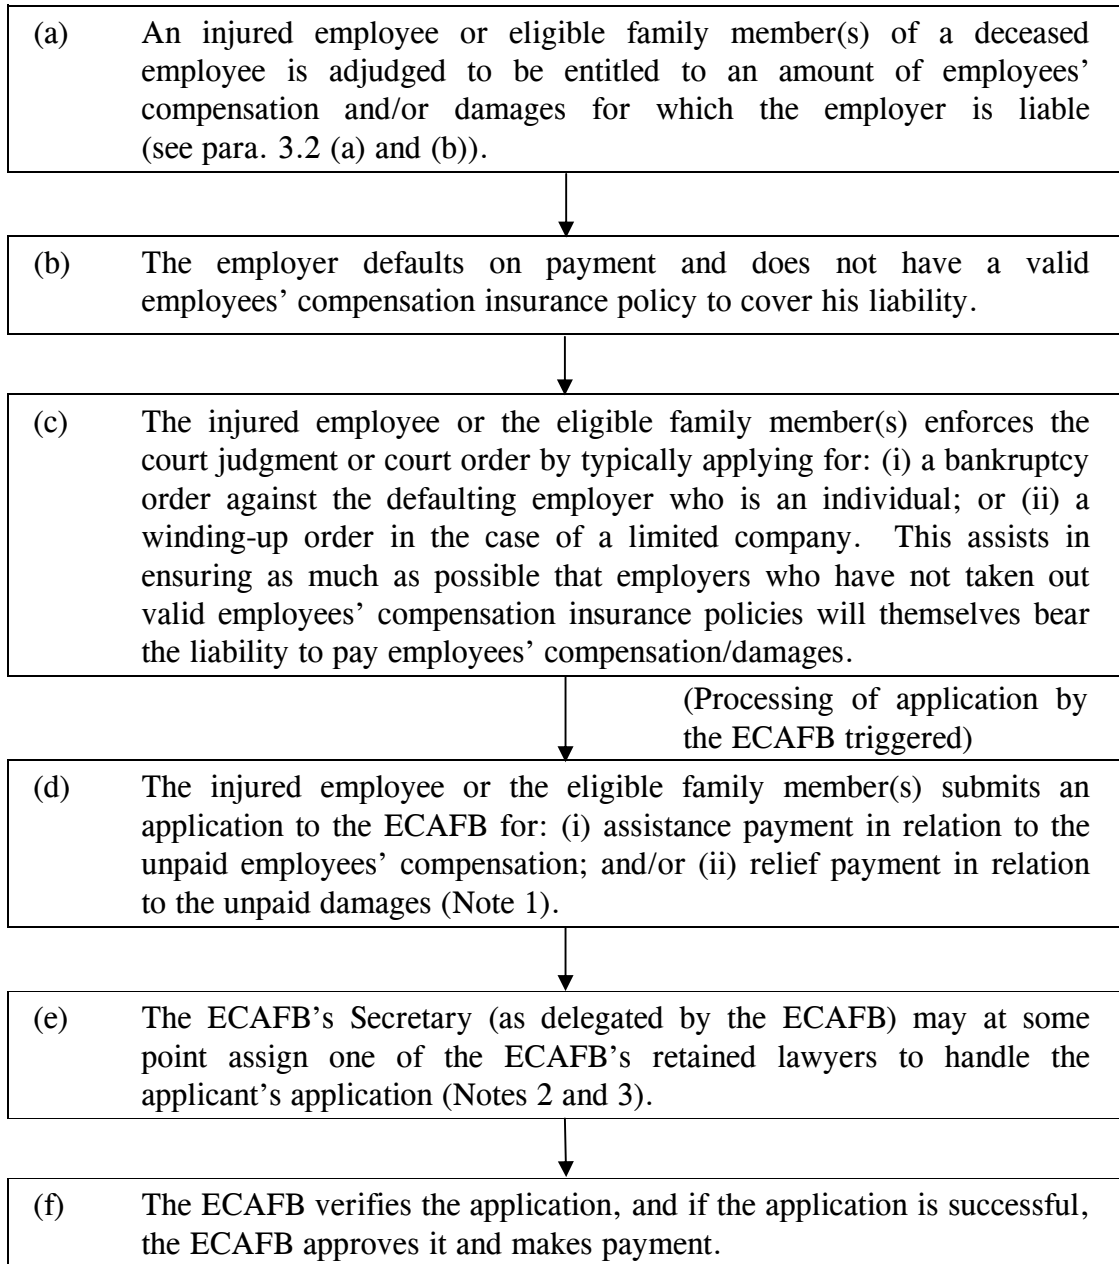 (a) An injured employee or eligible family member(s) of a deceased
employee is adjudged to be entitled to an amount of employees’
compensation and/or damages for which the employer is liable
(see para. 3.2 (a) and (b)).
(b) The employer defaults on payment and does not have a valid
employees’ compensation insurance policy to cover his liability.
(c) The injured employee or the eligible family member(s) enforces the
court judgment or court order by typically applying for: (i) a bankruptcy
order against the defaulting employer who is an individual; or (ii) a
winding-up order in the case of a limited company. This assists in
ensuring as much as possible that employers who have not taken out
valid employees’ compensation insurance policies will themselves bear
the liability to pay employees’ compensation/damages.
(Processing of application by
the ECAFB triggered)
(d) The injured employee or the eligible family member(s) submits an
application to the ECAFB for: (i) assistance payment in relation to the
unpaid employees’ compensation; and/or (ii) relief payment in relation
to the unpaid damages (Note 1).
(e) The ECAFB’s Secretary (as delegated by the ECAFB) may at some
point assign one of the ECAFB’s retained lawyers to handle the
applicant’s application (Notes 2 and 3).
(f) The ECAFB verifies the application, and if the application is successful,
the ECAFB approves it and makes payment.